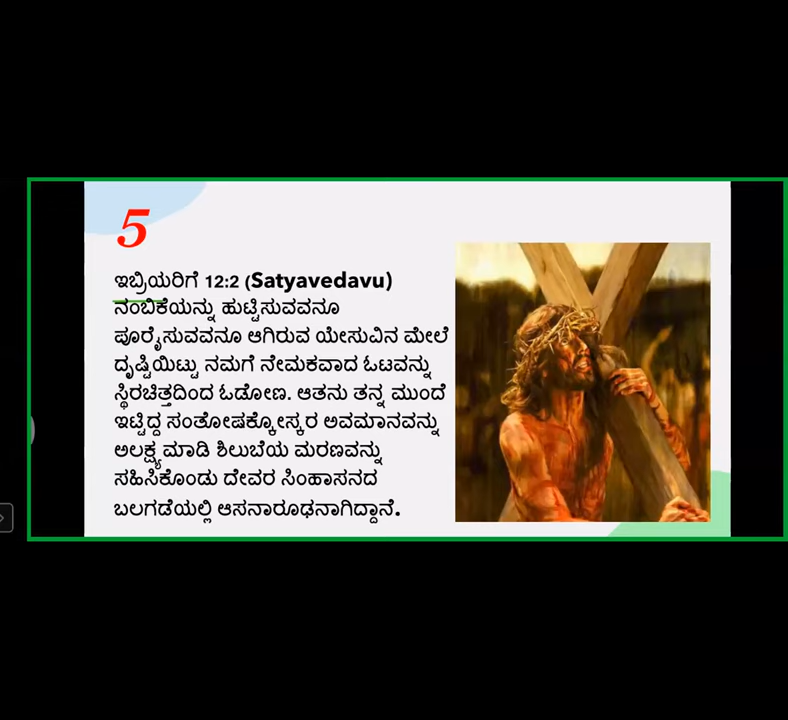 5
ಇಬ್ರಿಯರಿಗೆ 12:2 (Satyavedavu)
ನಂಬಿಕೆಯನ್ನು ಹುಟ್ಟಿಸುವವನೂ
ಪೂರೈಸುವವನೂ ಆಗಿರುವ ಯೇಸುವಿನ ಮೇಲೆ
ದೃಷ್ಟಿಯಿಟ್ಟು ನಮಗೆ ನೇಮಕವಾದ ಓಟವನ್ನು
ಸ್ಥಿರಚಿತ್ತದಿಂದ ಓಡೋಣ. ಆತನು ತನ್ನ ಮುಂದೆ
ಇಟ್ಟಿದ್ದ ಸಂತೋಷಕ್ಕೋಸ್ಕರ ಅವಮಾನವನ್ನು
ಅಲಕ್ಷ್ಯಮಾಡಿ ಶಿಲುಬೆಯ ಮರಣವನ್ನು
ಸಹಿಸಿಕೊಂಡು ದೇವರ ಸಿಂಹಾಸನದ
ಬಲಗಡೆಯಲ್ಲಿ ಆಸನಾರೂಢನಾಗಿದ್ದಾನೆ.